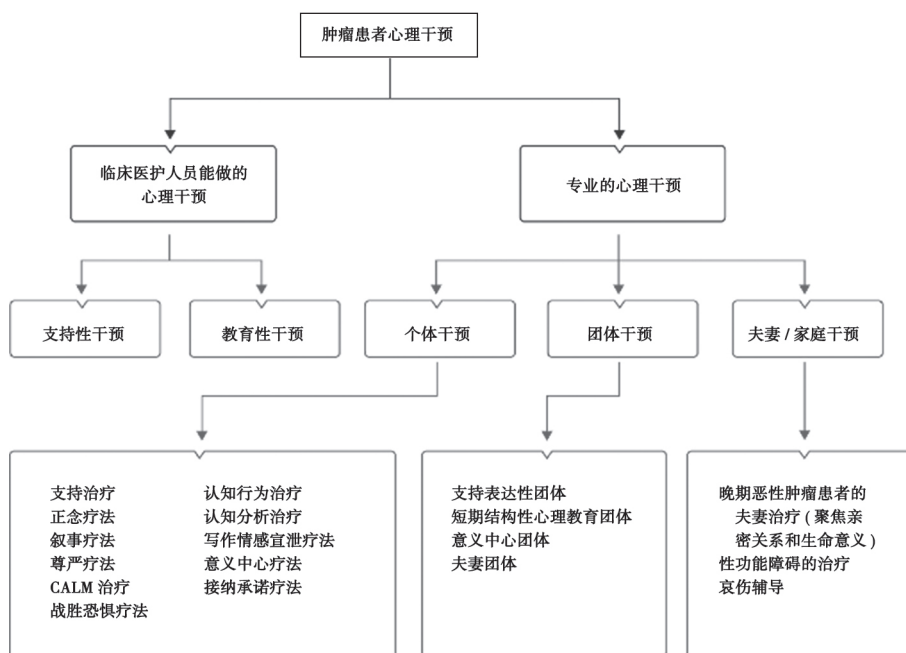 肿瘤患者心理干预
临床医护人员能做的
心理干预
专业的心理干预
支持性干预
教育性干预
个体干预
团体干预
夫妻 / 家庭干预
支持治疗
正念疗法
叙事疗法
尊严疗法
CALM 治疗
战胜恐惧疗法
认知行为治疗
认知分析治疗
写作情感宣泄疗法
意义中心疗法
接纳承诺疗法
支持表达性团体
短期结构性心理教育团体
意义中心团体
夫妻团体
晚期恶性肿瘤患者的
夫妻治疗 ( 聚焦亲
密关系和生命意义 )
性功能障碍的治疗
哀伤辅导